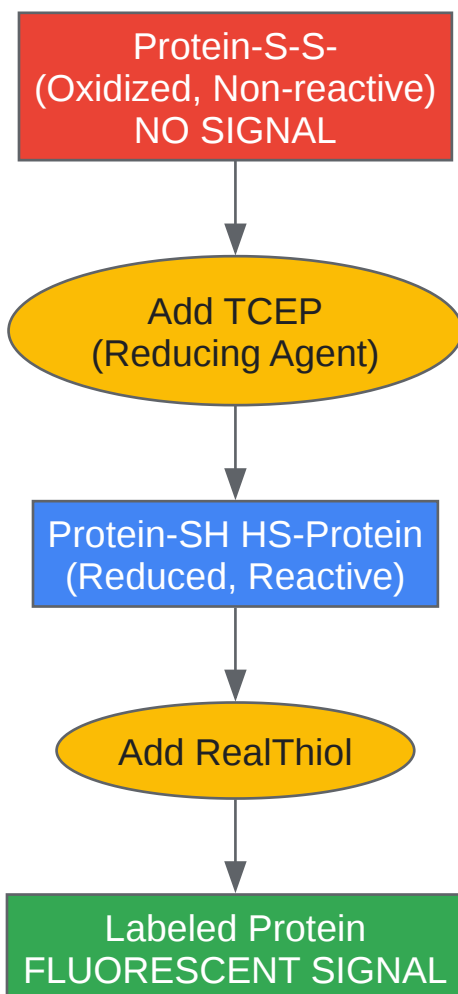 Protein-S-S-
(Oxidized, Non-reactive)
NO SIGNAL
Add TCEP
(Reducing Agent)
Protein-SH HS-Protein
(Reduced, Reactive)
Add RealThiol
Labeled Protein
FLUORESCENT SIGNAL